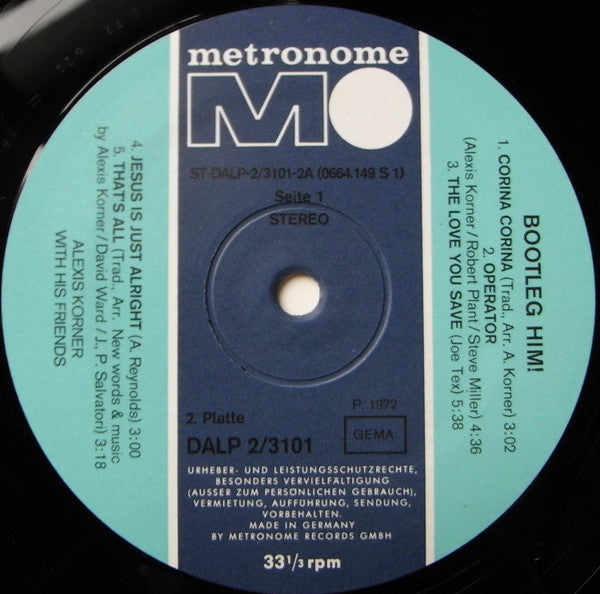 metronome
MO
ST-DALP-2/3101-2A (0664.149 S 1)
Seite 1
STEREO
BOOTLEG HIM!
1. CORINA CORINA (Trad., Arr. A. Korner) 3:02
2. OPERATOR
(Alexis Korner/Robert Plant/Steve Miller) 4:36
3. THE LOVE YOU SAVE (Joe Tex) 5:38
4. JESUS IS JUST ALRIGHT (A. Reynolds) 3:00
5. THAT'S ALL (Trad., Arr. New words & music
by Alexis Korner/David Ward/J., P. Salvatori) 3:18
ALEXIS KORNER
WITH HIS FRIENDS
P. 1972
2. Platte
GEMA
DALP 2/3101
URHEBER- UND LEISTUNGSSCHUTZRECHTE,
BESONDERS VERVIELFALTIGUNG
(AUSSER ZUM PERSÖNLICHEN GEBRAUCH),
VERMIETUNG, AUFFÜHRUNG, SENDUNG,
VORBEHALTEN.
MADE IN GERMANY
BY METRONOME RECORDS GMBH
33 1/3 rpm